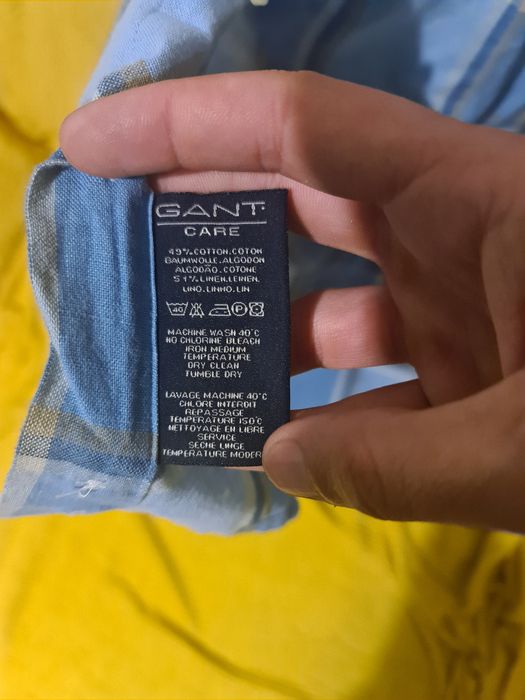 GANT
CARE
49% COTTON.COTON
BAUMWOLLE.ALGODON
ALGODÃO.COTONE
51% LINEN.LEINEN.
LINO.LINHO.LIN
40 P
MACHINE WASH 40°C
NO CHLORINE BLEACH
IRON MEDIUM
TEMPERATURE
DRY CLEAN
TUMBLE DRY
LAVAGE MACHINE 40°C
CHLORE INTERDIT
REPASSAGE
TEMPERATURE 150°C
NETTOYAGE EN LIBRE
SERVICE
SECHE LINGE
TEMPERATURE MODER